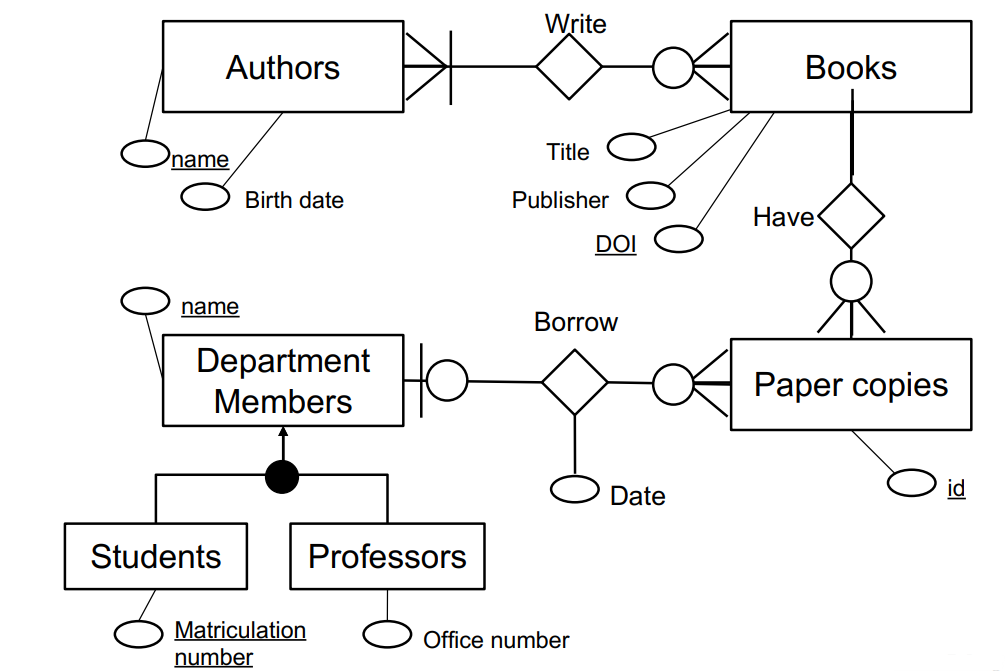 Write
Authors
Books
name
Birth date
Title
Publisher
DOI
Have
name
Borrow
Department
Members
Paper copies
Date
id
Students
Professors
Matriculation
number
Office number